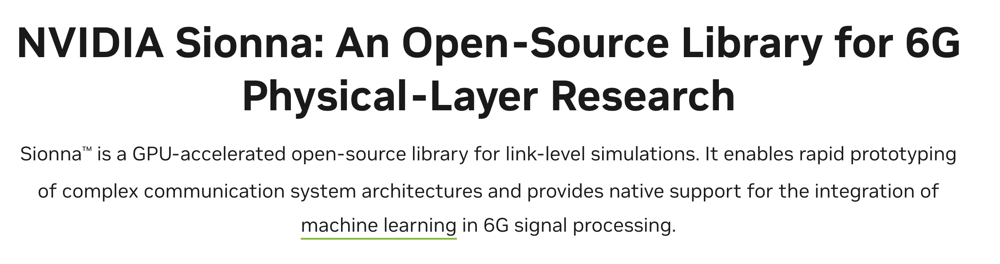 NVIDIA Sionna: An Open-Source Library for 6G
Physical-Layer Research
Sionna™ is a GPU-accelerated open-source library for link-level simulations. It enables rapid prototyping
of complex communication system architectures and provides native support for the integration of
machine learning in 6G signal processing.